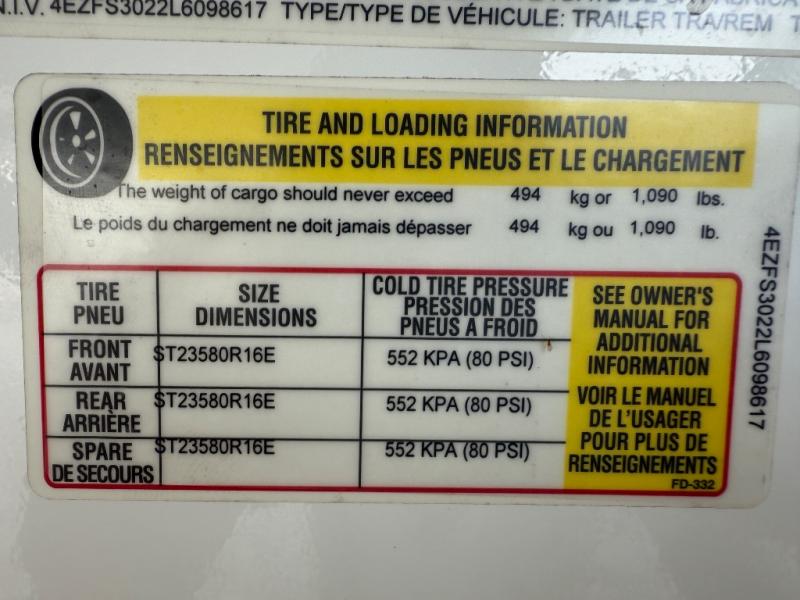 N.I.V. 4EZFS3022L6098617 TYPE/TYPE DE VÉHICULE: TRAILER TRA/REM
TIRE AND LOADING INFORMATION
RENSEIGNEMENTS SUR LES PNEUS ET LE CHARGEMENT
The weight of cargo should never exceed 494 kg or 1,090 lbs.
Le poids du chargement ne doit jamais dépasser 494 kg ou 1,090 lb.
4EZFS3022L6098617
TIRE
PNEU
SIZE
DIMENSIONS
COLD TIRE PRESSURE
PRESSION DES
PNEUS A FROID
FRONT
AVANT
ST23580R16E
552 KPA (80 PSI)
REAR
ARRIÈRE
ST23580R16E
552 KPA (80 PSI)
SPARE
DE SECOURS
ST23580R16E
552 KPA (80 PSI)
SEE OWNER'S
MANUAL FOR
ADDITIONAL
INFORMATION
VOIR LE MANUEL
DE L'USAGER
POUR PLUS DE
RENSEIGNEMENTS
FD-332